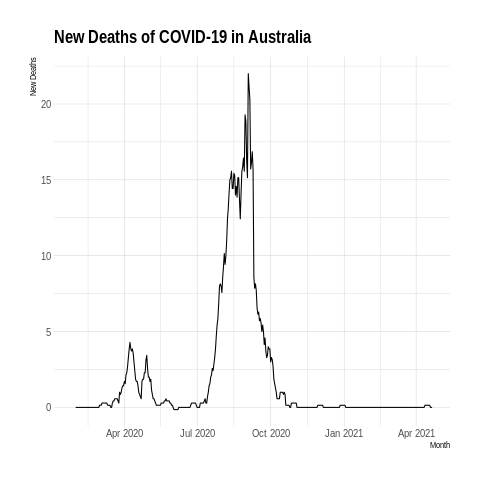 New Deaths of COVID-19 in Australia
New Deaths
20
15
10
5
0
Apr 2020 Jul 2020 Oct 2020 Jan 2021 Apr 2021
Month